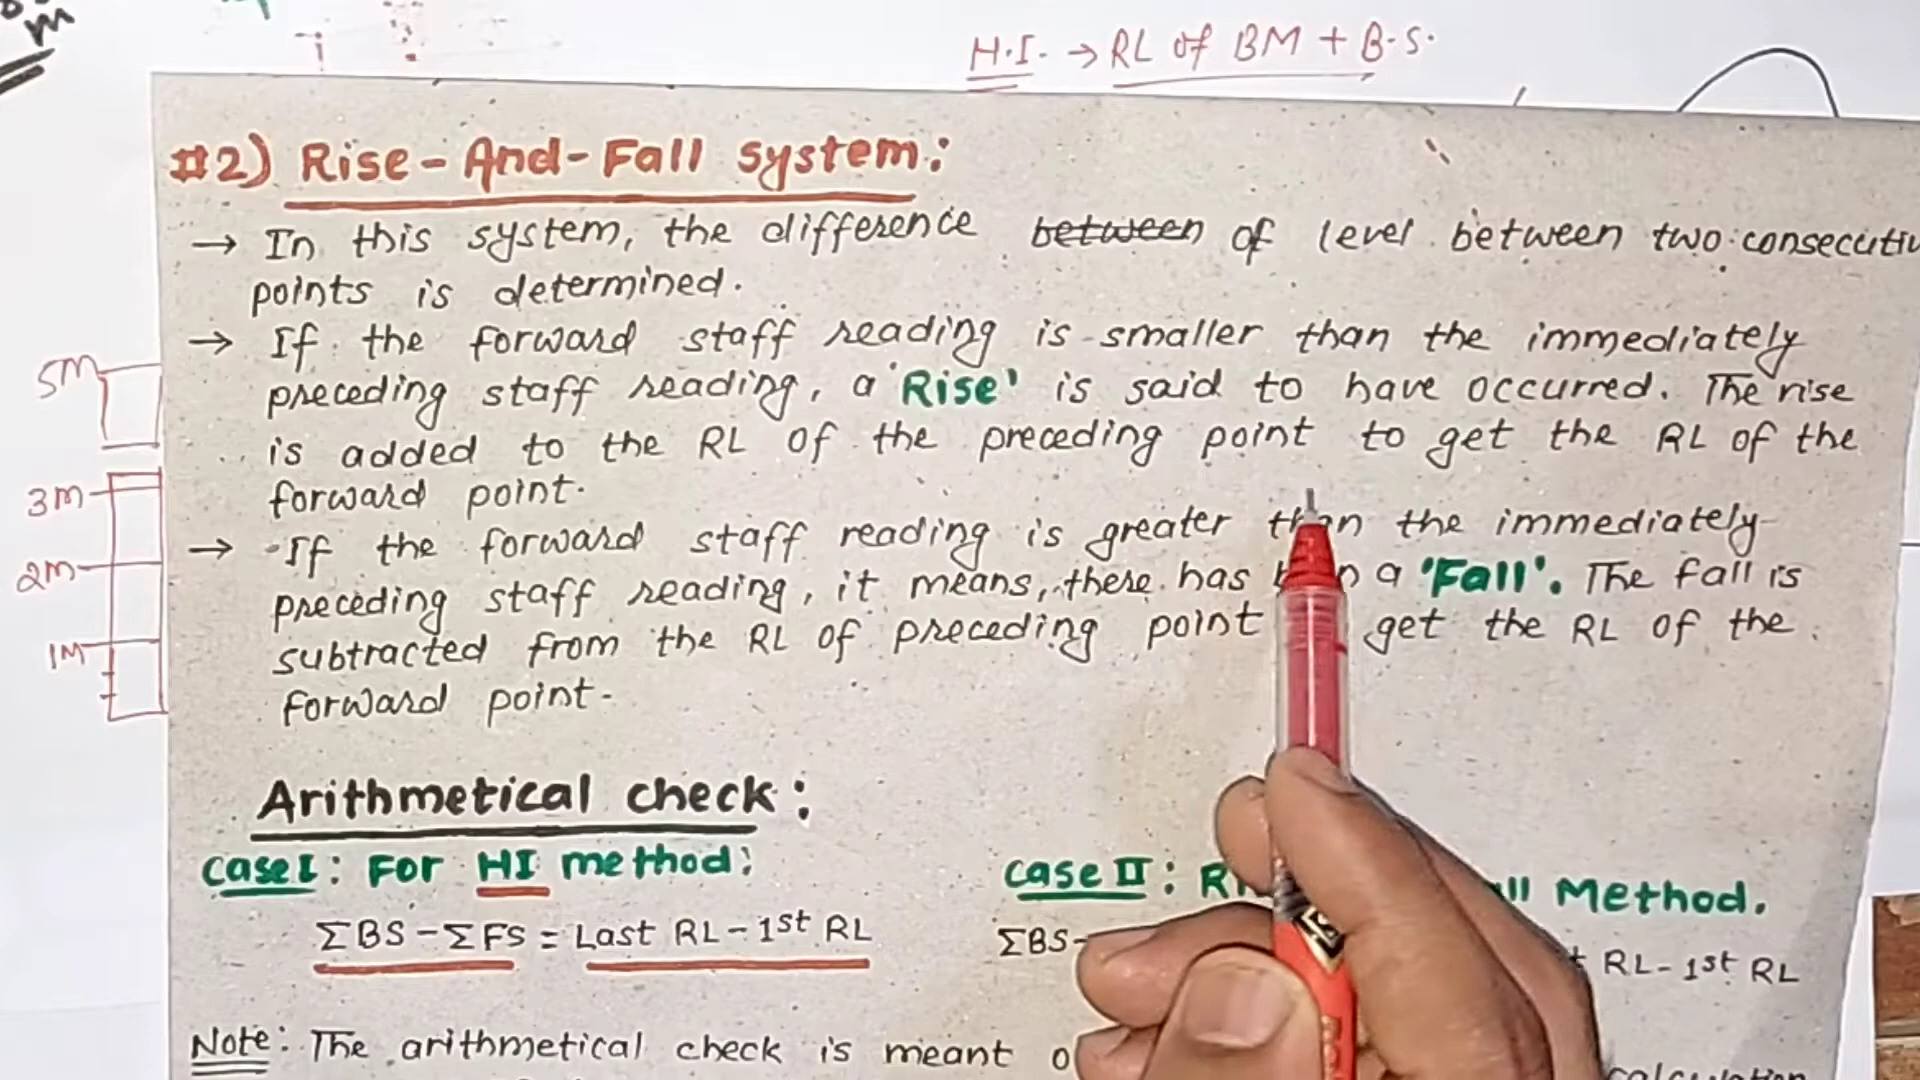 m
H.I. → RL of BM + B.S.
#2) Rise-And-Fall system:
→ In this system, the difference between of level between two consecutiv
points is determined.
→ If the forward staff reading is smaller than the immediately
preceding staff reading, a 'Rise' is said to have occurred. The rise
is added to the RL of the preceding point to get the RL of the
forward point.
→ If the forward staff reading is greater than the immediately
preceding staff reading, it means, there has a 'Fall'. The fall is
subtracted from the RL of preceding point get the RL of the
forward point-
5M
3M
2M
1M
Arithmetical check:
Case I: For HI method:
ΣBS - ΣFS = Last RL - 1st RL
Case II: R ll Method.
ΣBS- t RL - 1st RL
Note: The arithmetical check is meant o calculation